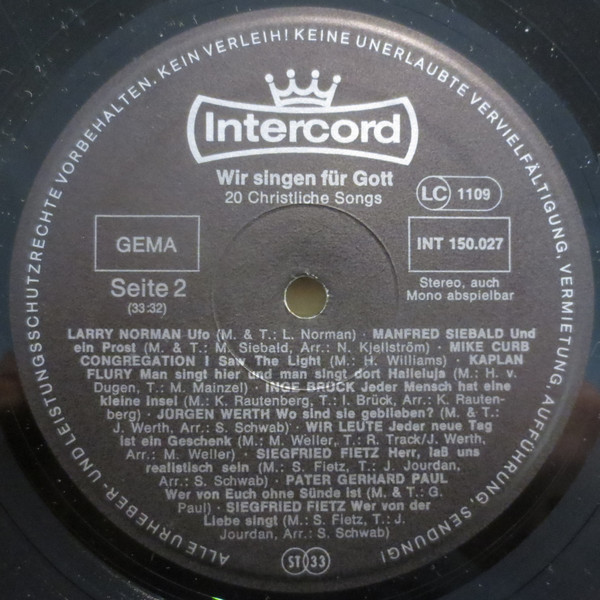 ALLE URHEBER- UND LEISTUNGSSCHUTZRECHTE VORBEHALTEN. KEIN VERLEIH! KEINE UNERLAUBTE VERVIELFÄLTIGUNG, VERMIETUNG AUFFÜHRUNG, SENDUNG!
Intercord
Wir singen für Gott
20 Christliche Songs
LC 1109
GEMA
INT 150.027
Seite 2
(33:32)
Stereo, auch
Mono abspielbar
LARRY NORMAN Ufo (M. & T.: L. Norman) · MANFRED SIEBALD Und
ein Prost (M. & T.: M. Siebald, Arr.: N. Kjellström) · MIKE CURB
CONGREGATION I Saw The Light (M.: H. Williams) · KAPLAN
FLURY Man singt hier und man singt dort Halleluja (M.: H. v.
Dugen, T.: M. Mainzel) · INGE BRÜCK Jeder Mensch hat eine
kleine Insel (M.: K. Rautenberg, T.: I. Brück, Arr.: K. Rauten-
berg) · JÖRGEN WERTH Wo sind sie geblieben? (M. & T.:
J. Werth, Arr.: S. Schwab) · WIR LEUTE Jeder neue Tag
ist ein Geschenk (M.: M. Weller, T.: R. Track/J. Werth,
Arr.: M. Weller) · SIEGFRIED FIETZ Herr, laß uns
realistisch sein (M.: S. Fietz, T.: J. Jourdan,
Arr.: S. Schwab) · PATER GERHARD PAUL
Wer von Euch ohne Sünde ist (M. & T.: G.
Paul) · SIEGFRIED FIETZ Wer von der
Liebe singt (M.: S. Fietz, T.: J.
Jourdan, Arr.: S. Schwab)
ST 33